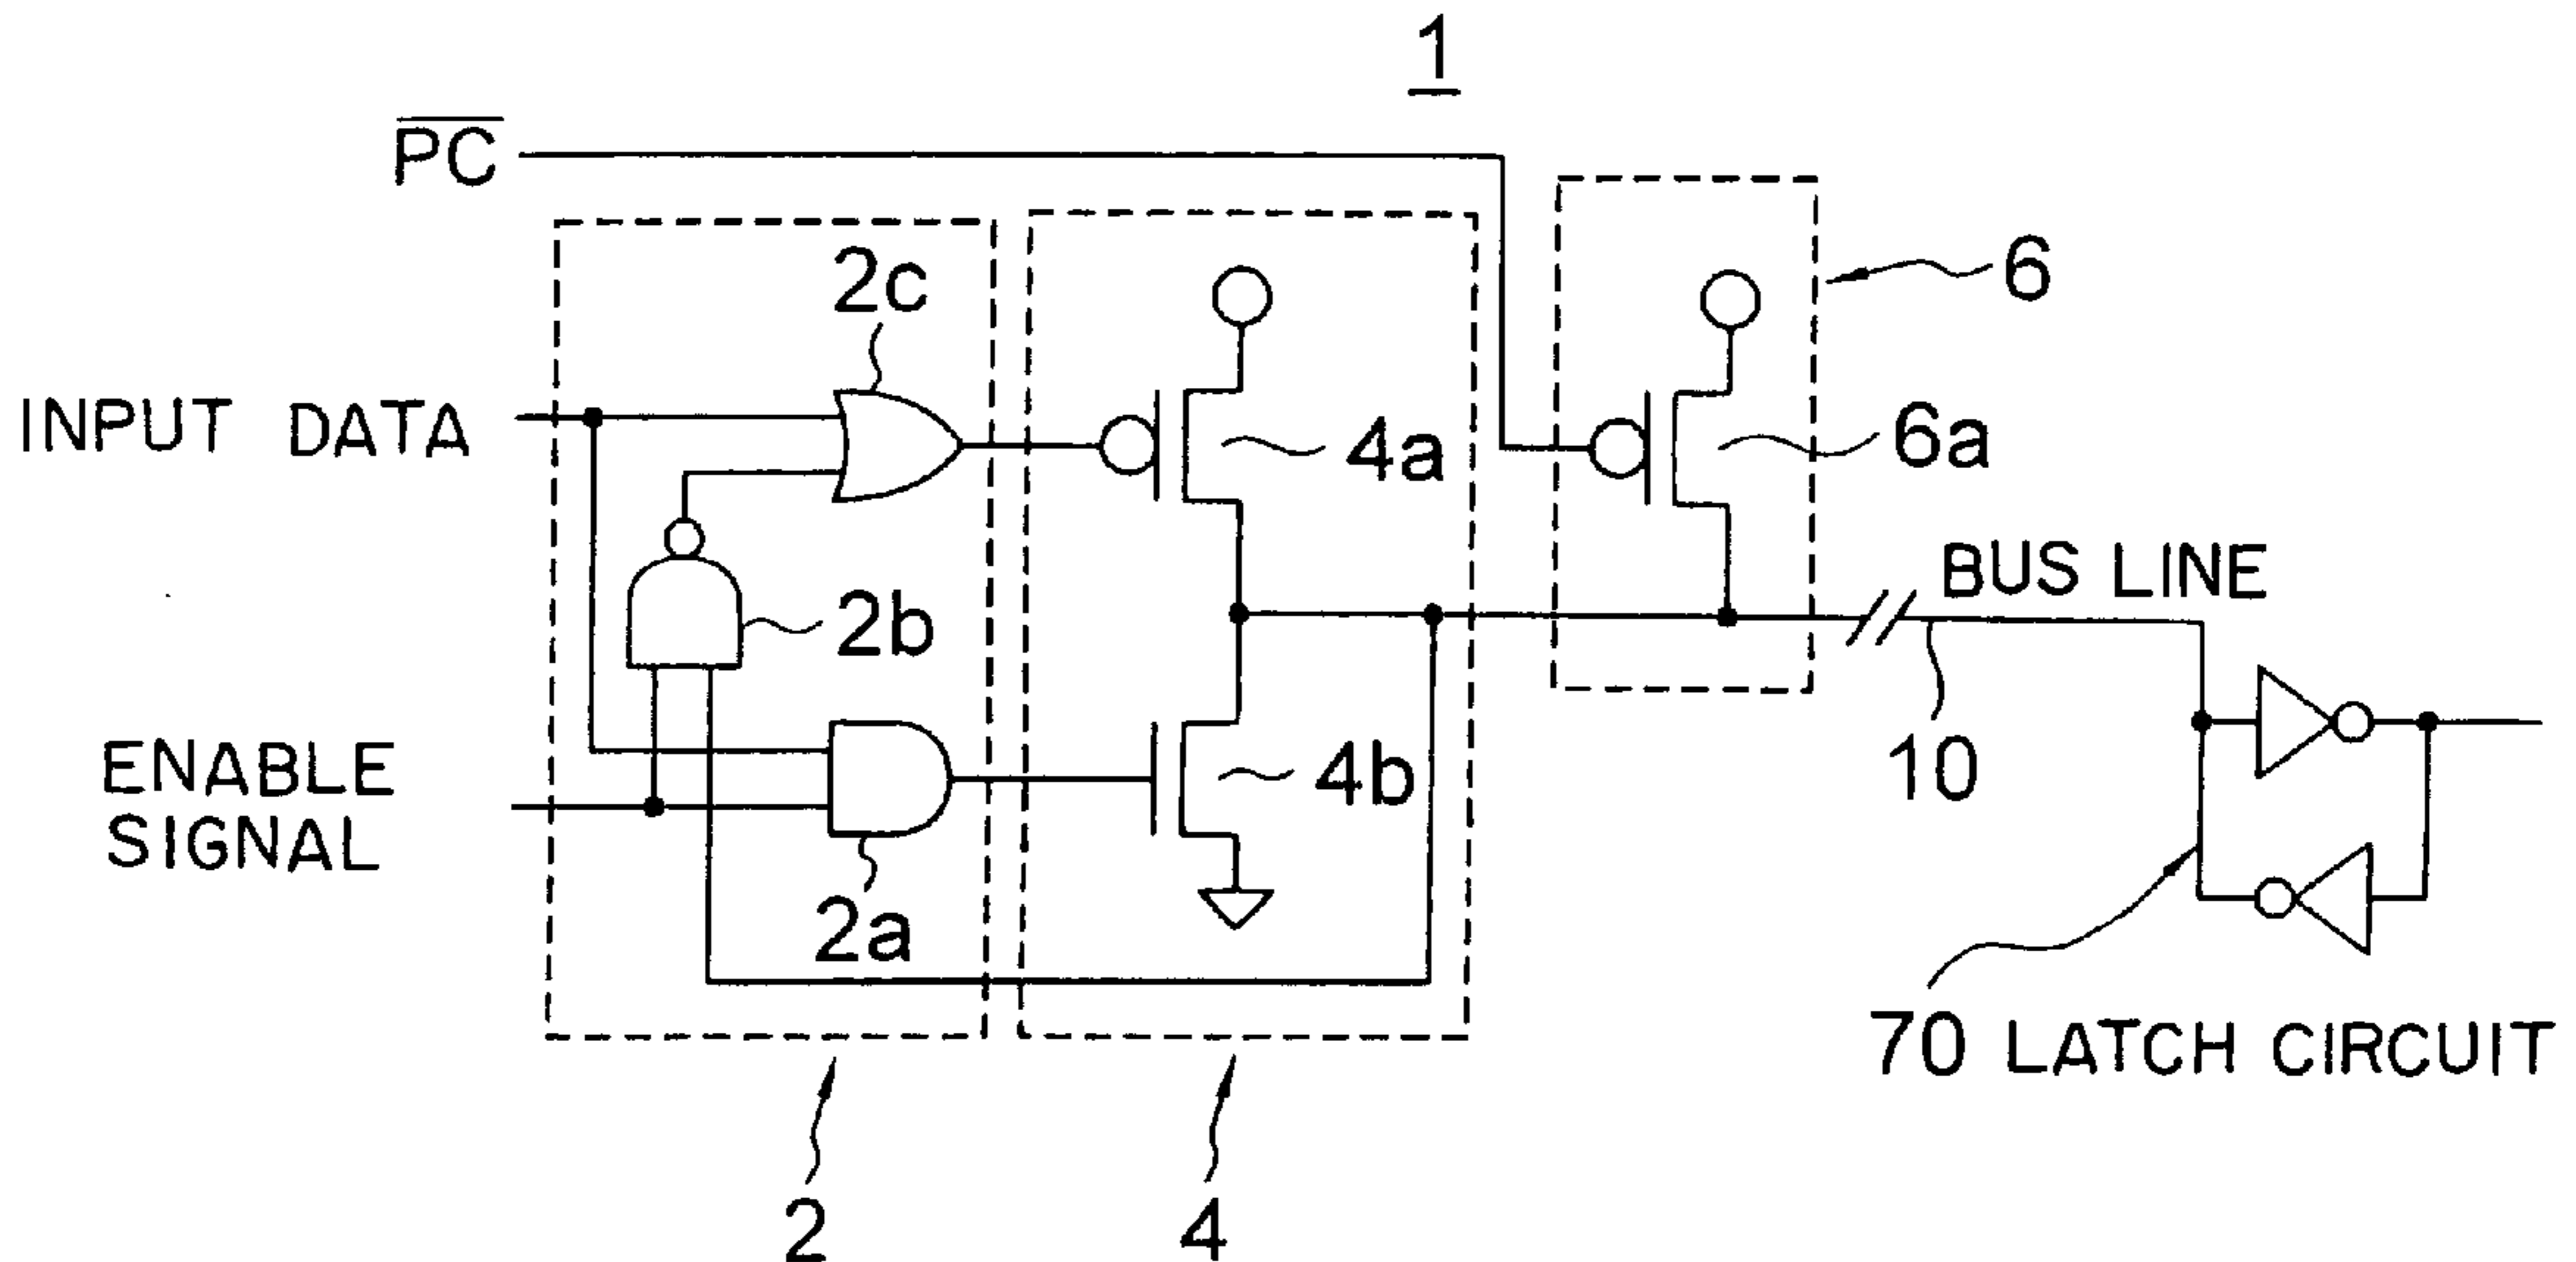 1
P̅C̅
6
2c
INPUT DATA
4a
6a
BUS LINE
2b
ENABLE
SIGNAL
4b
10
2a
70 LATCH CIRCUIT
2
4